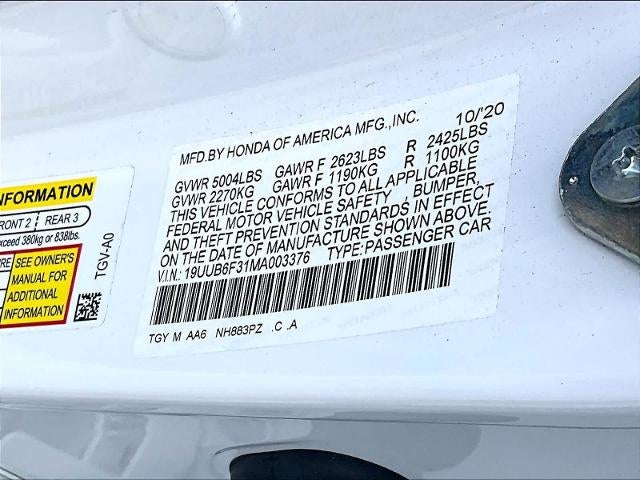 MFD.BY HONDA OF AMERICA MFG.,INC. 10/'20
GVWR 5004LBS GAWR F 2623LBS R 2425LBS
GVWR 2270KG GAWR F 1190KG R 1100KG
THIS VEHICLE CONFORMS TO ALL APPLICABLE
FEDERAL MOTOR VEHICLE SAFETY, BUMPER,
AND THEFT PREVENTION STANDARDS IN EFFECT
ON THE DATE OF MANUFACTURE SHOWN ABOVE.
V.I.N: 19UUB6F31MA003376 TYPE:PASSENGER CAR
TGY M AA6 NH883PZ .C .A
INFORMATION
FRONT 2 REAR 3
exceed 380kg or 838lbs.
SEE OWNER'S
MANUAL FOR
ADDITIONAL
INFORMATION
TGV-A0